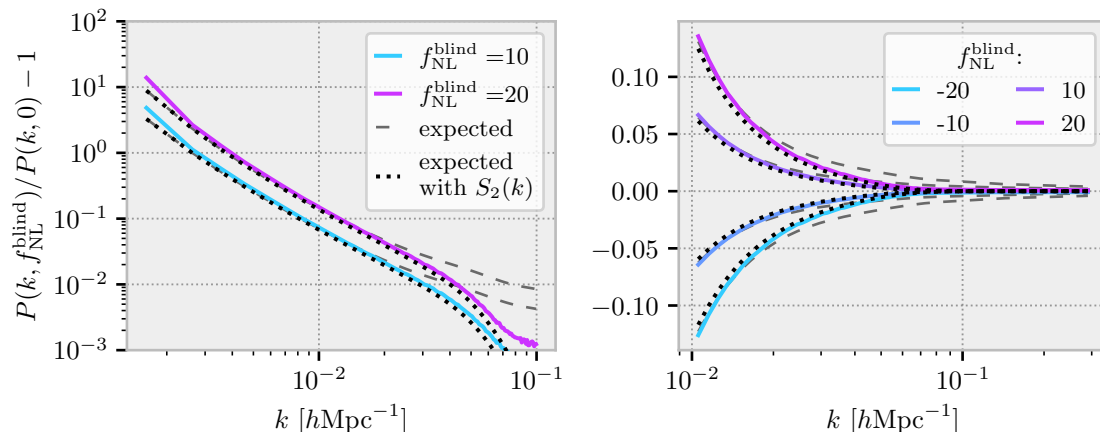 P(k, f_NL^blind)/P(k, 0) − 1
10^2
10^1
10^0
10^−1
10^−2
10^−3
f_NL^blind =10
f_NL^blind =20
expected
expected
with S_2(k)
10^−2
10^−1
k [hMpc^−1]
0.10
0.05
0.00
−0.05
−0.10
f_NL^blind:
-20
-10
10
20
10^−2
10^−1
k [hMpc^−1]